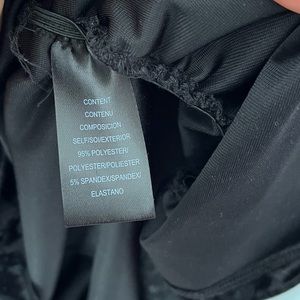 CONTENT
CONTENU
COMPOSICION
SELF/SOI/EXTERIOR
95% POLYESTER/
POLYESTER/POLIESTER
5% SPANDEX/SPANDEX/
ELASTANO